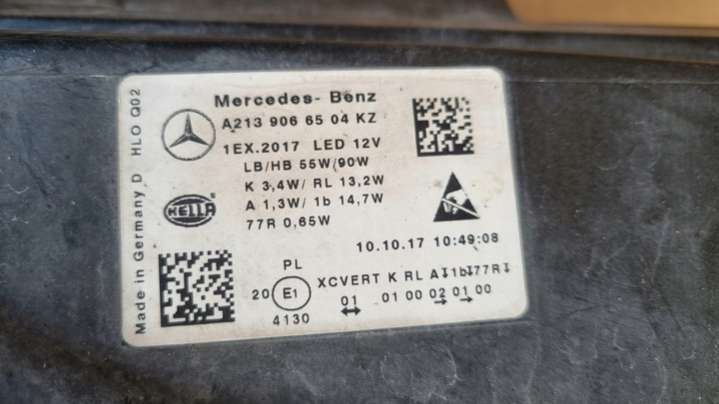 Mercedes-Benz
A213 906 65 04 KZ
1EX.2017 LED 12V
LB/HB 55W/90W
K 3,4W/ RL 13,2W
A 1,3W/ 1b 14,7W
77R 0,65W
HELLA
10.10.17 10:49:08
PL
20 E1
4130
XCVERT K RL A↧1b↧77R↧
01 01 00 02 01 00
Made in Germany D HLO Q02